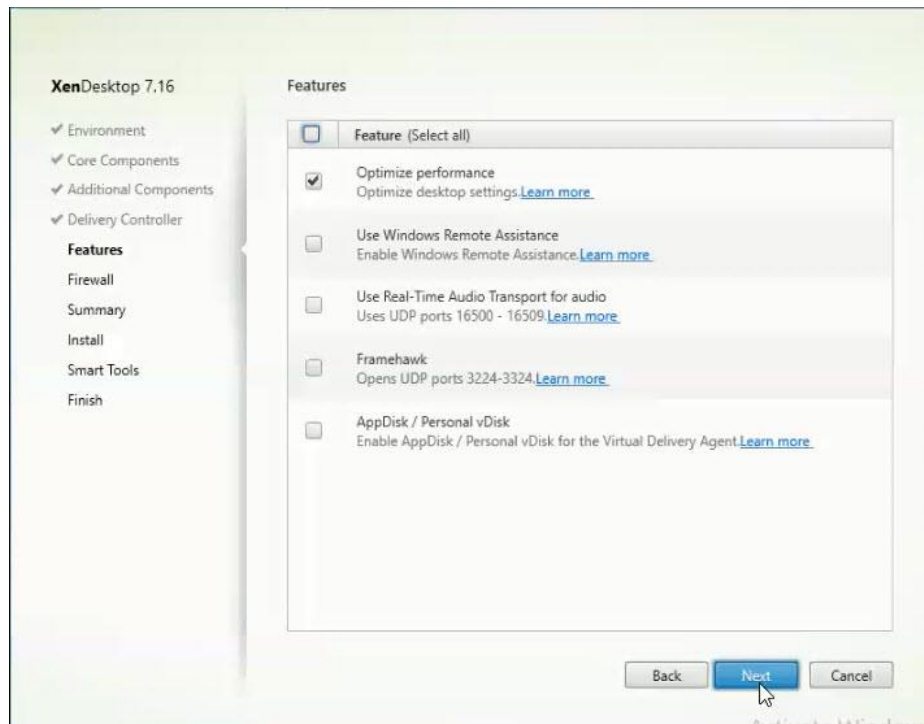 XenDesktop 7.16
Environment
Core Components
Additional Components
Delivery Controller
Features
Firewall
Summary
Install
Smart Tools
Finish
Features
Feature (Select all)
Optimize performance
Optimize desktop settings.Learn more
Use Windows Remote Assistance
Enable Windows Remote Assistance.Learn more
Use Real-Time Audio Transport for audio
Uses UDP ports 16500 - 16509.Learn more
Framehawk
Opens UDP ports 3224-3324.Learn more
AppDisk / Personal vDisk
Enable AppDisk / Personal vDisk for the Virtual Delivery Agent.Learn more
Back Next Cancel